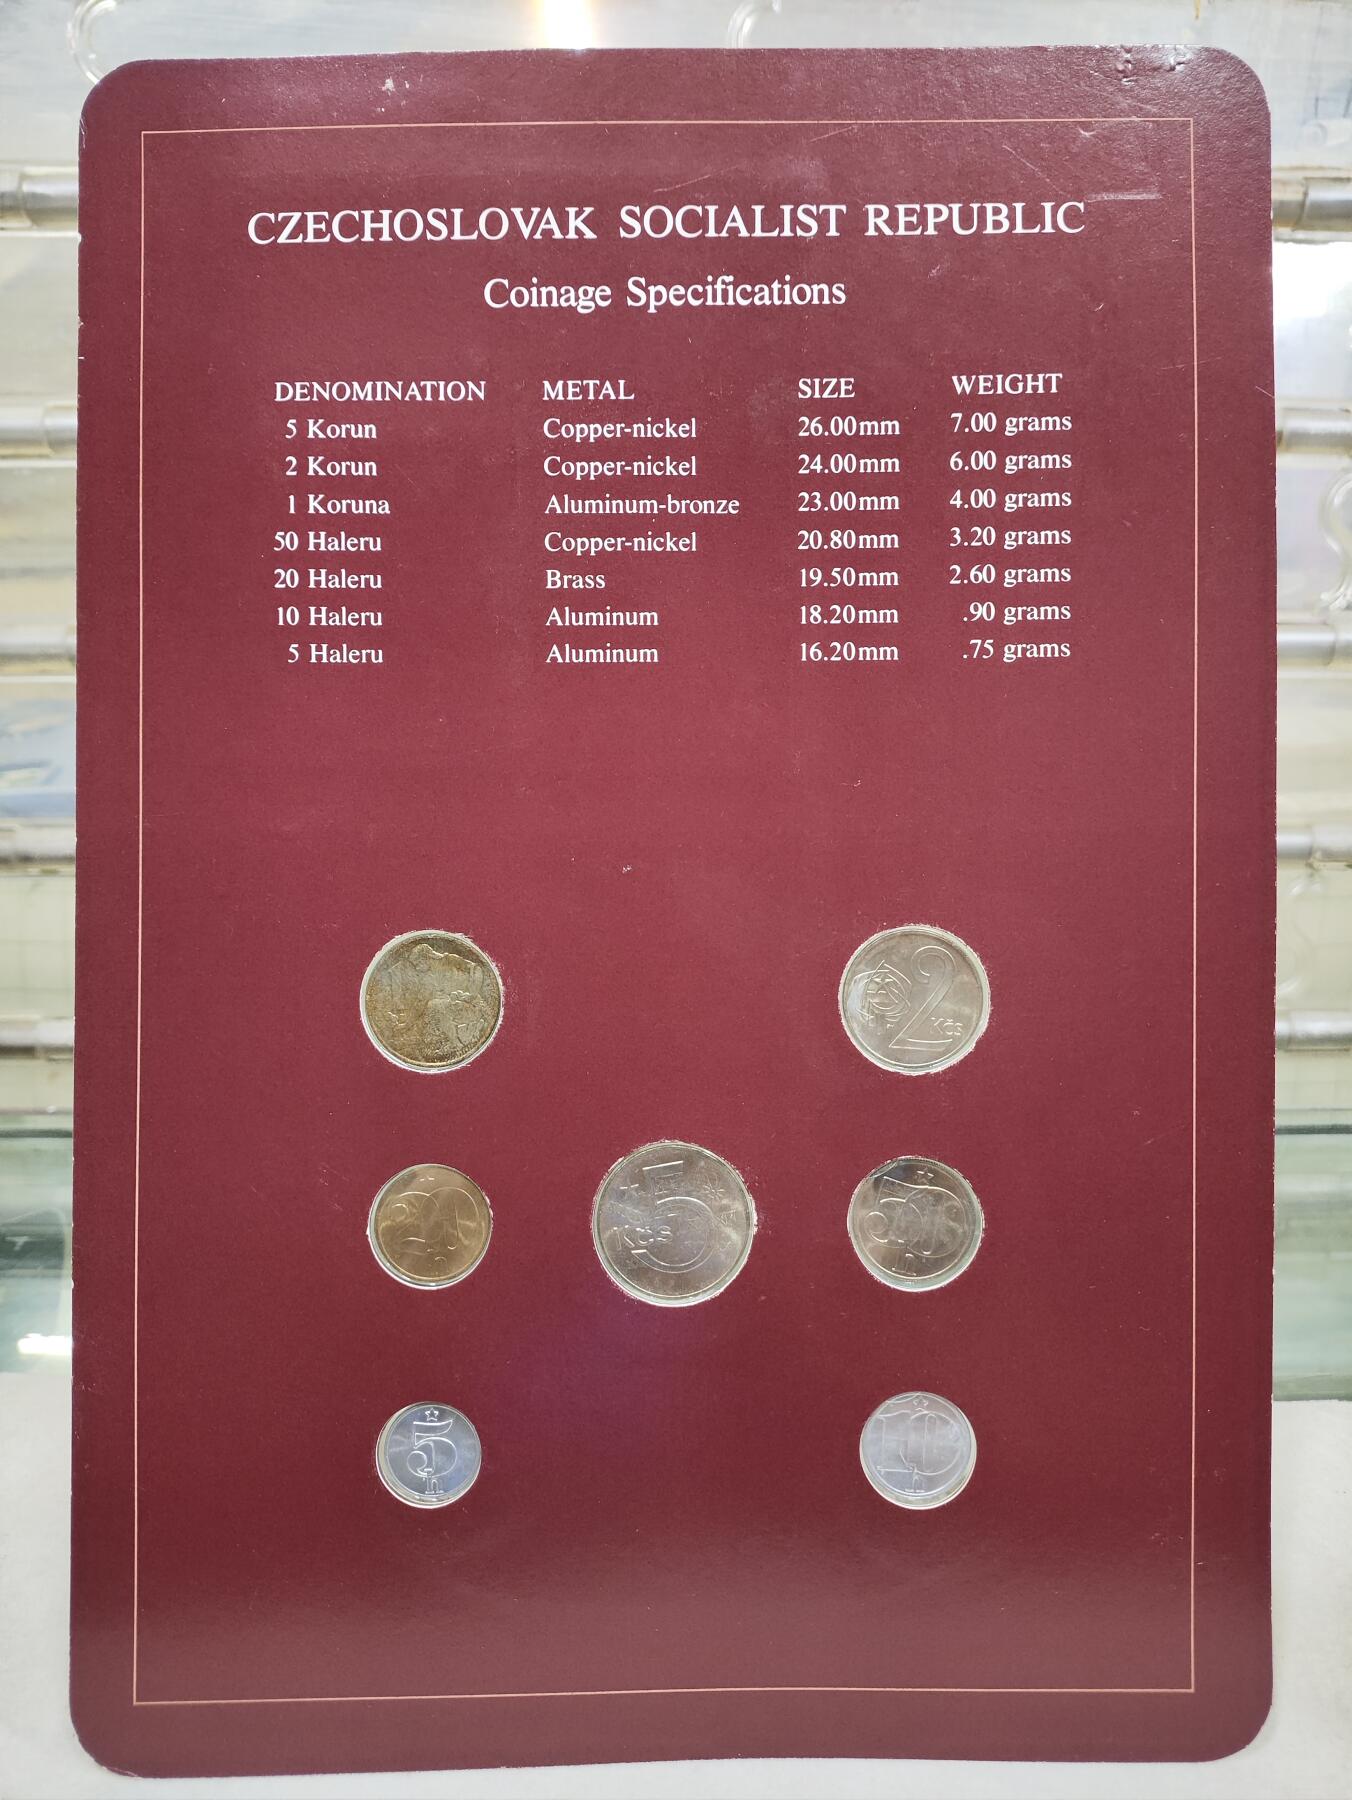 CZECHOSLOVAK SOCIALIST REPUBLIC
Coinage Specifications
DENOMINATION METAL SIZE WEIGHT
5 Korun Copper-nickel 26.00mm 7.00 grams
2 Korun Copper-nickel 24.00mm 6.00 grams
1 Koruna Aluminum-bronze 23.00mm 4.00 grams
50 Haleru Copper-nickel 20.80mm 3.20 grams
20 Haleru Brass 19.50mm 2.60 grams
10 Haleru Aluminum 18.20mm .90 grams
5 Haleru Aluminum 16.20mm .75 grams
2
Kčs
20
h
5
Kčs
50
h
5
h
10
h